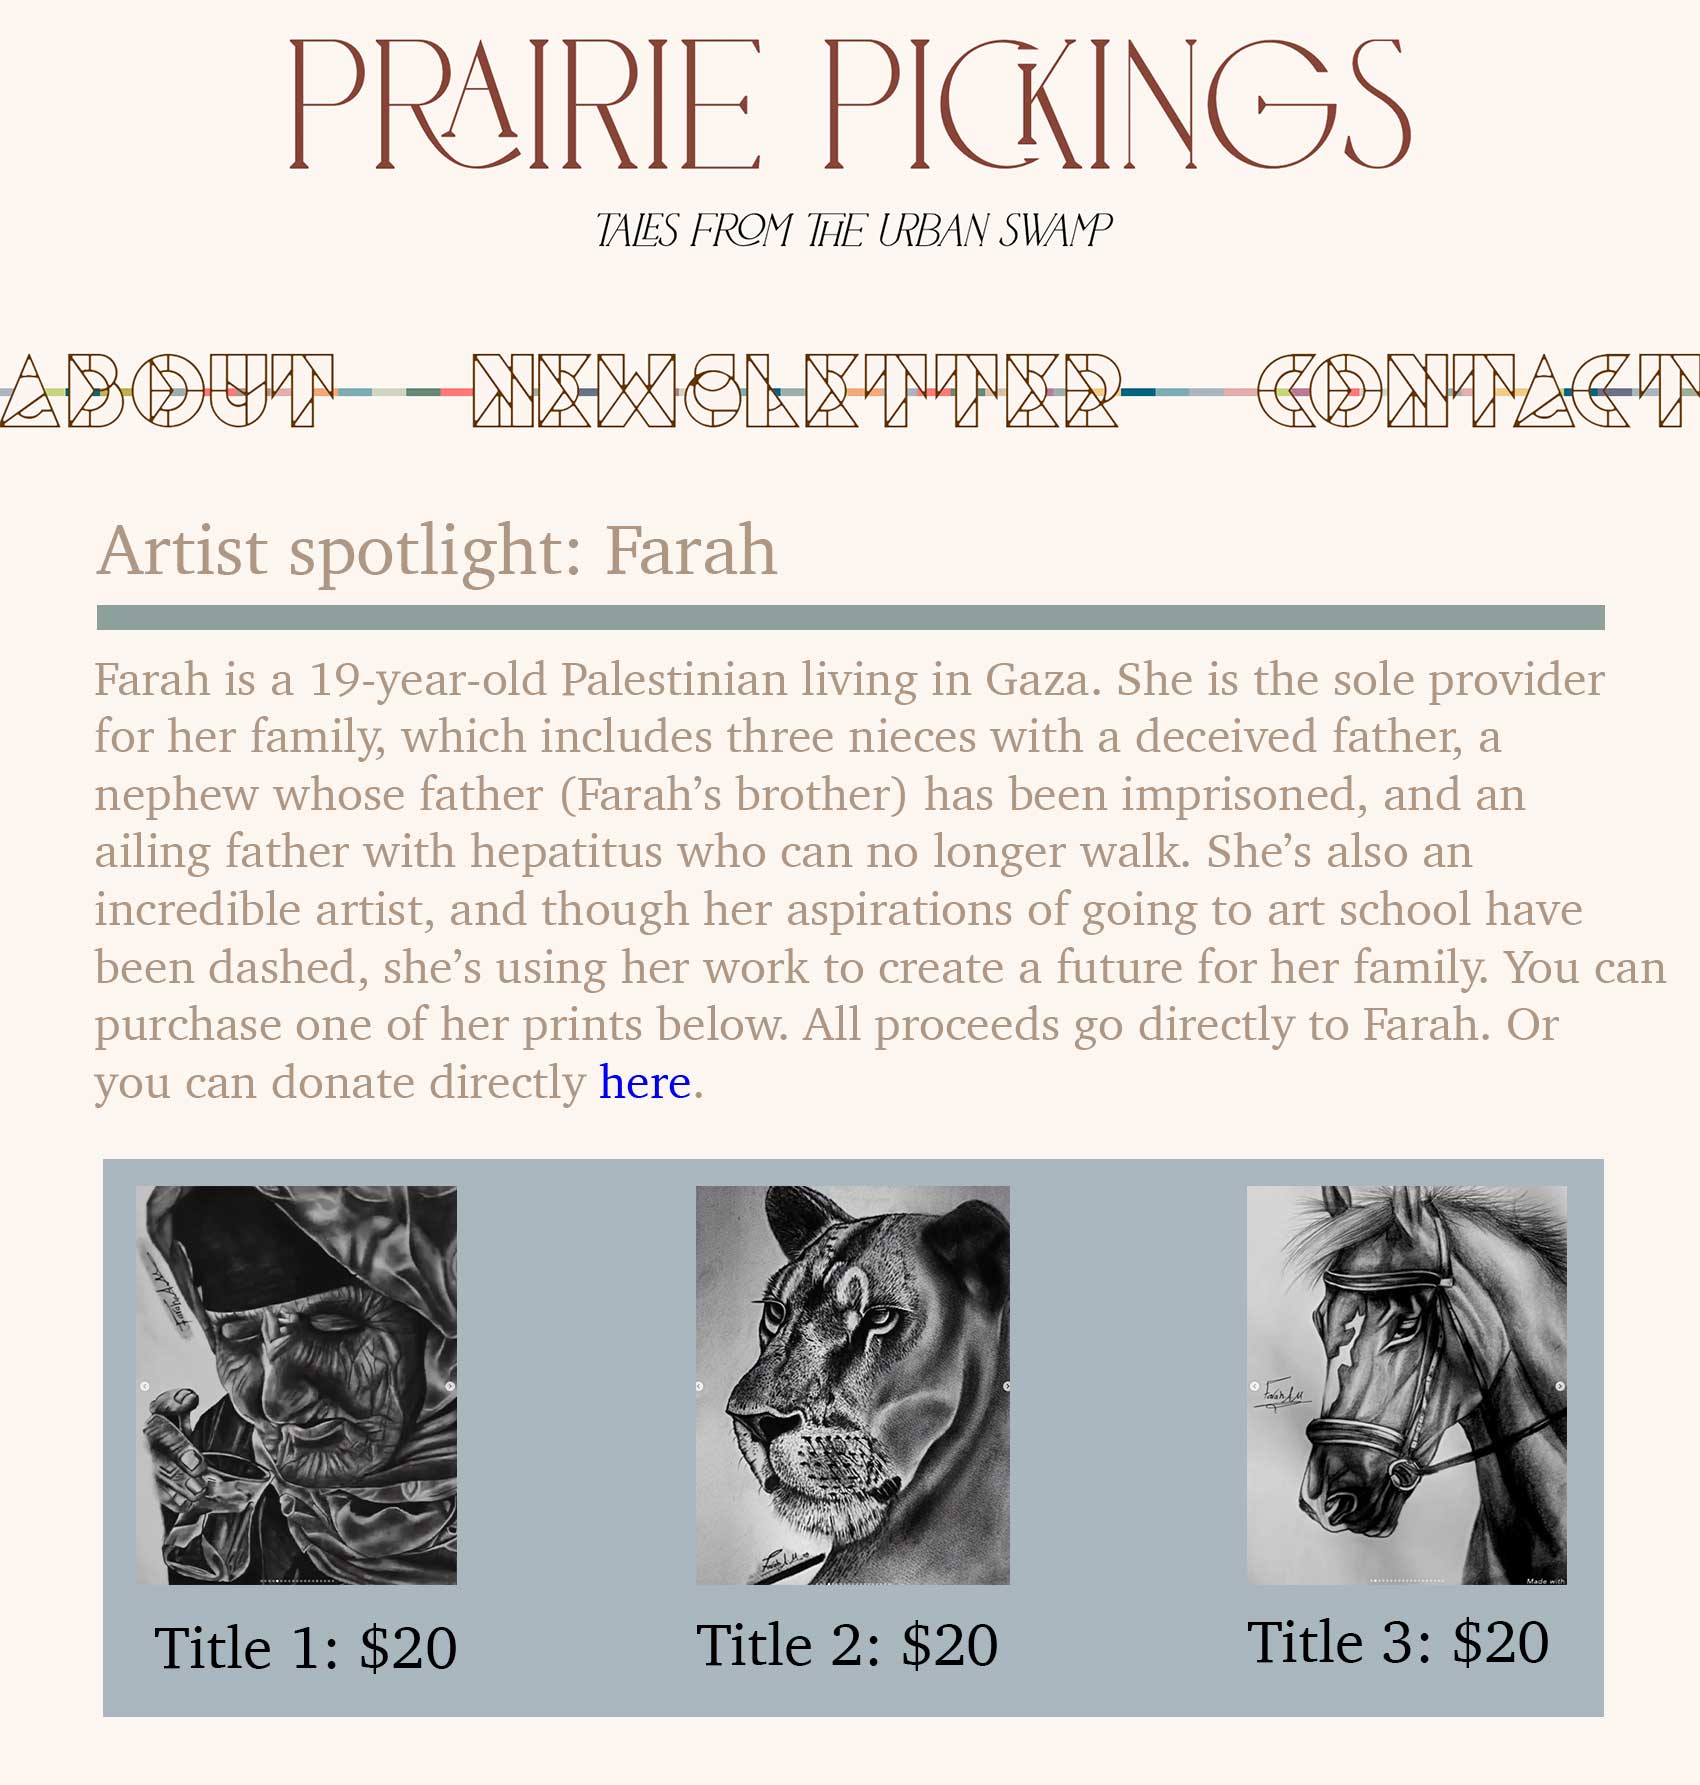 PRAIRIE PICKINGS
TALES FROM THE URBAN SWAMP
ABOUT NEWSLETTER CONTACT
Artist spotlight: Farah
Farah is a 19-year-old Palestinian living in Gaza. She is the sole provider
for her family, which includes three nieces with a deceived father, a
nephew whose father (Farah’s brother) has been imprisoned, and an
ailing father with hepatitus who can no longer walk. She’s also an
incredible artist, and though her aspirations of going to art school have
been dashed, she’s using her work to create a future for her family. You can
purchase one of her prints below. All proceeds go directly to Farah. Or
you can donate directly here.
Made with
Title 1: $20 Title 2: $20 Title 3: $20